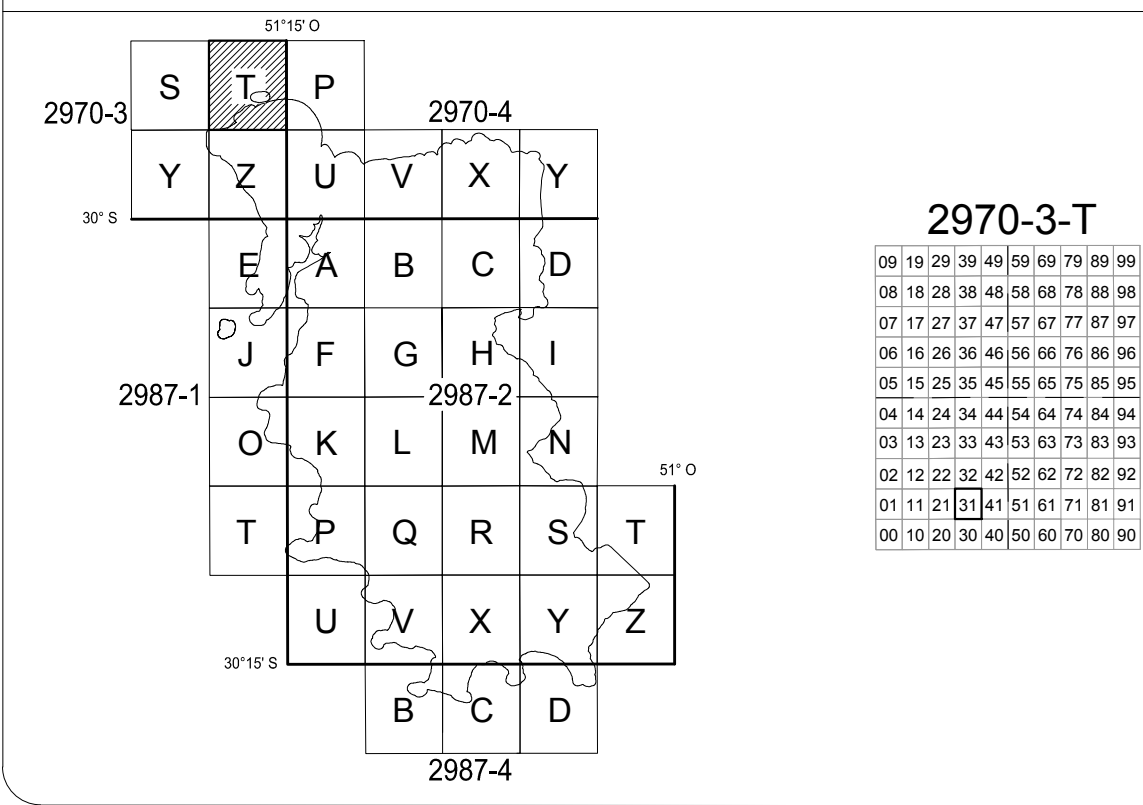 51°15' O
S T P
2970-3 2970-4
Y Z U V X Y
30° S
E A B C D
J F G H I
2987-1 2987-2
O K L M N
51° O
T P Q R S T
U V X Y Z
30°15' S
B C D
2987-4
2970-3-T
09 19 29 39 49 59 69 79 89 99
08 18 28 38 48 58 68 78 88 98
07 17 27 37 47 57 67 77 87 97
06 16 26 36 46 56 66 76 86 96
05 15 25 35 45 55 65 75 85 95
04 14 24 34 44 54 64 74 84 94
03 13 23 33 43 53 63 73 83 93
02 12 22 32 42 52 62 72 82 92
01 11 21 31 41 51 61 71 81 91
00 10 20 30 40 50 60 70 80 90